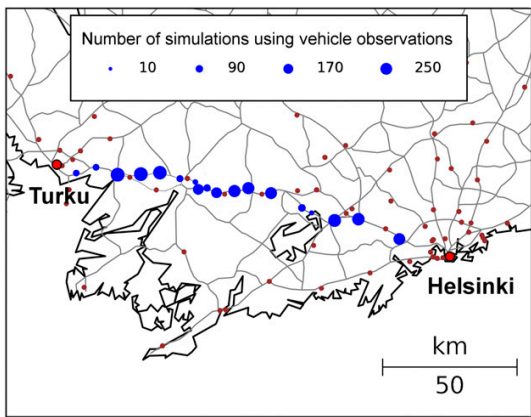 Number of simulations using vehicle observations
10 90 170 250
Turku
Helsinki
km
50